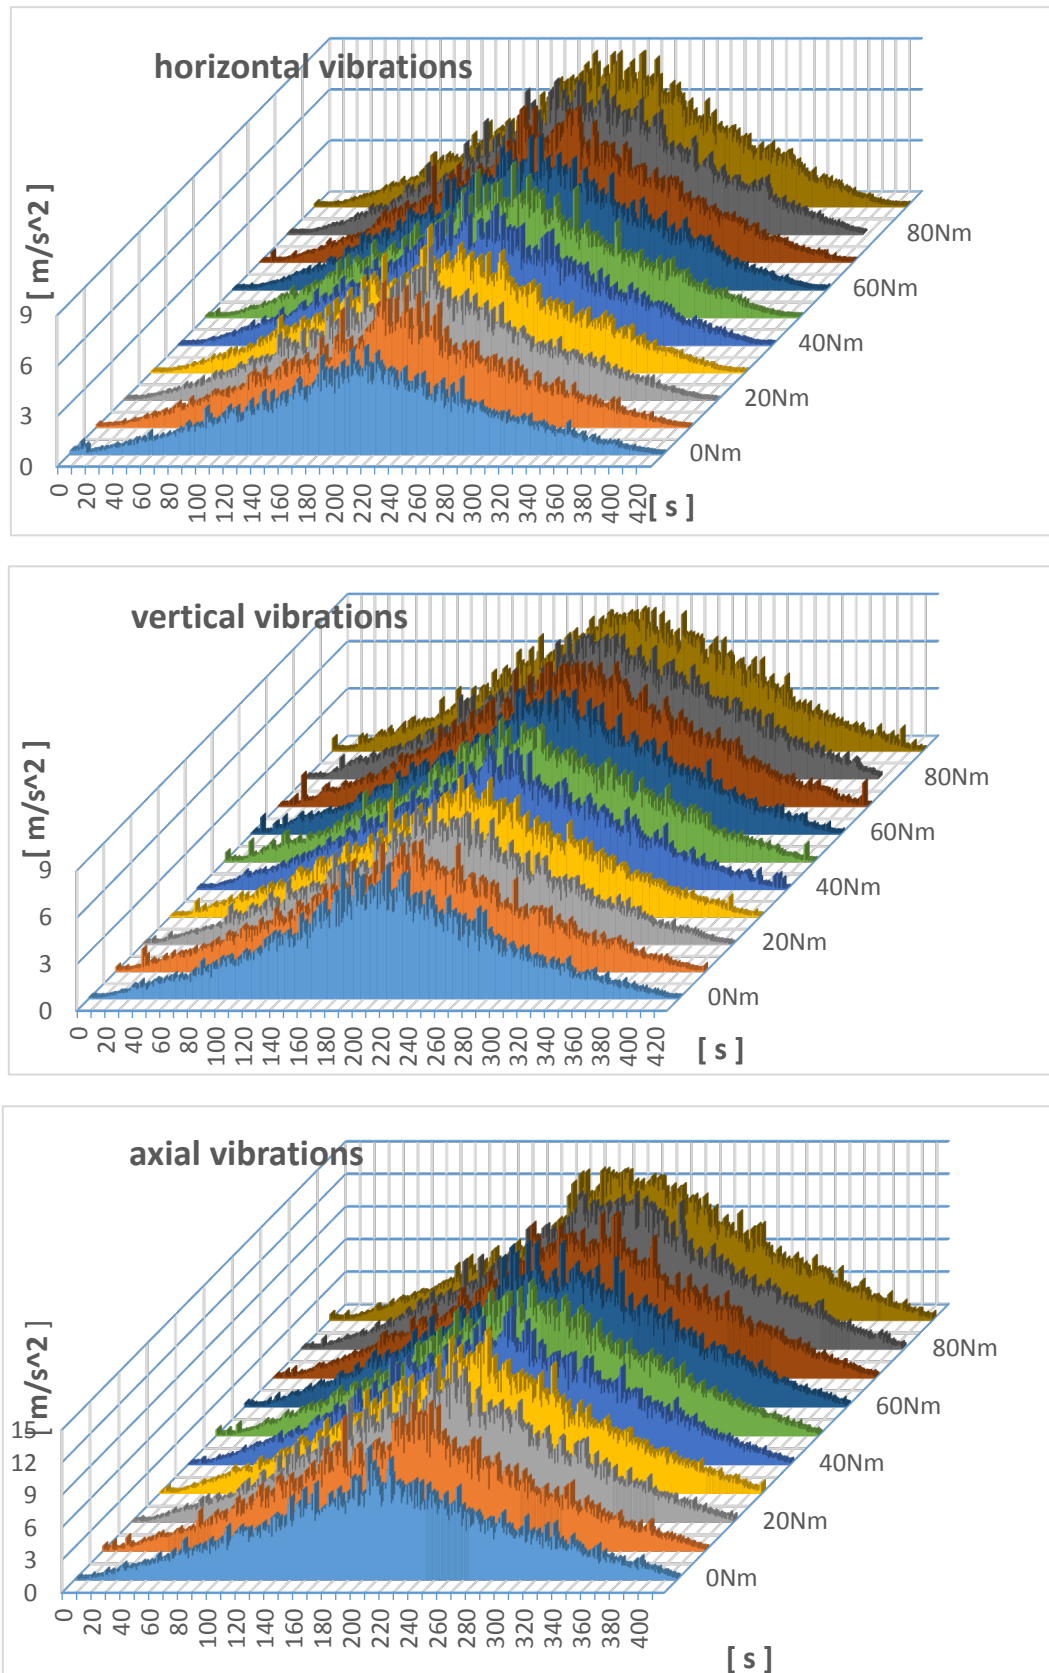 horizontal vibrations
[ m/s^2 ]
9
6
3
0
0 20 40 60 80 100 120 140 160 180 200 220 240 260 280 300 320 340 360 380 400 420
[ s ]
80Nm
60Nm
40Nm
20Nm
0Nm
vertical vibrations
[ m/s^2 ]
9
6
3
0
0 20 40 60 80 100 120 140 160 180 200 220 240 260 280 300 320 340 360 380 400 420
[ s ]
80Nm
60Nm
40Nm
20Nm
0Nm
axial vibrations
[ m/s^2 ]
15
12
9
6
3
0
0 20 40 60 80 100 120 140 160 180 200 220 240 260 280 300 320 340 360 380 400
[ s ]
80Nm
60Nm
40Nm
20Nm
0Nm